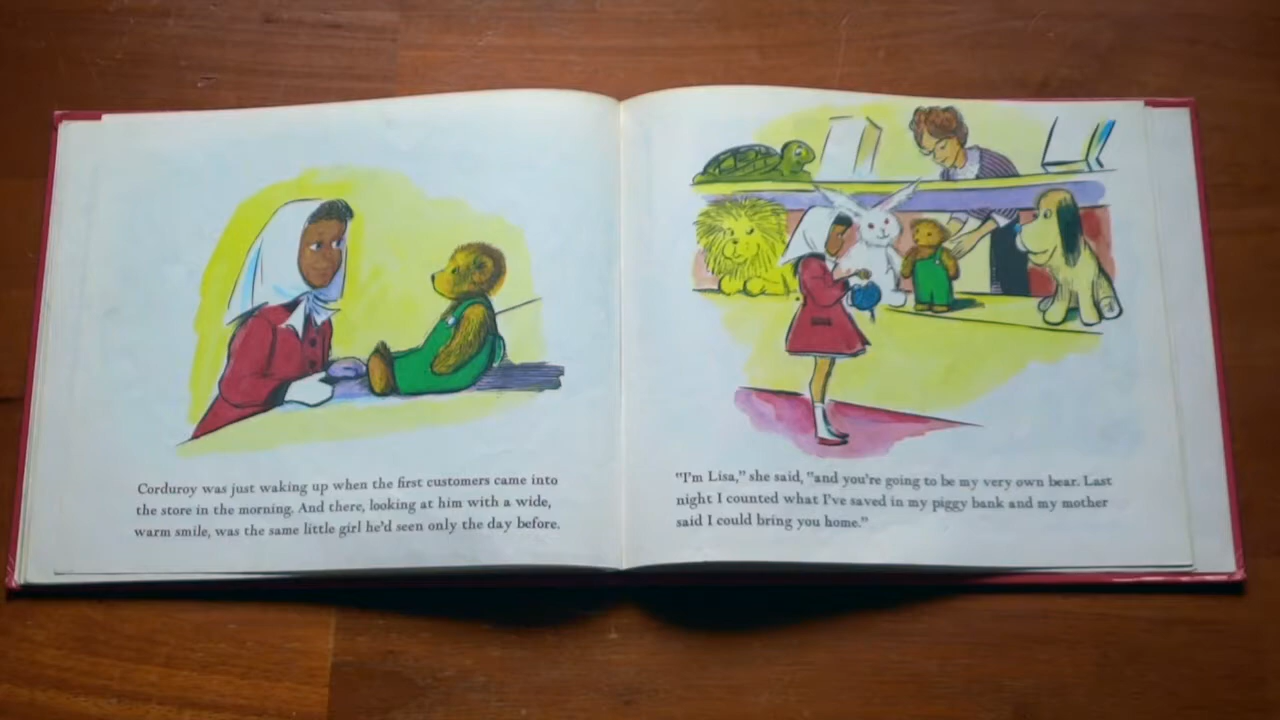 Corduroy was just waking up when the first customers came into
the store in the morning. And there, looking at him with a wide,
warm smile, was the same little girl he'd seen only the day before.
"I'm Lisa," she said, "and you're going to be my very own bear. Last
night I counted what I've saved in my piggy bank and my mother
said I could bring you home."